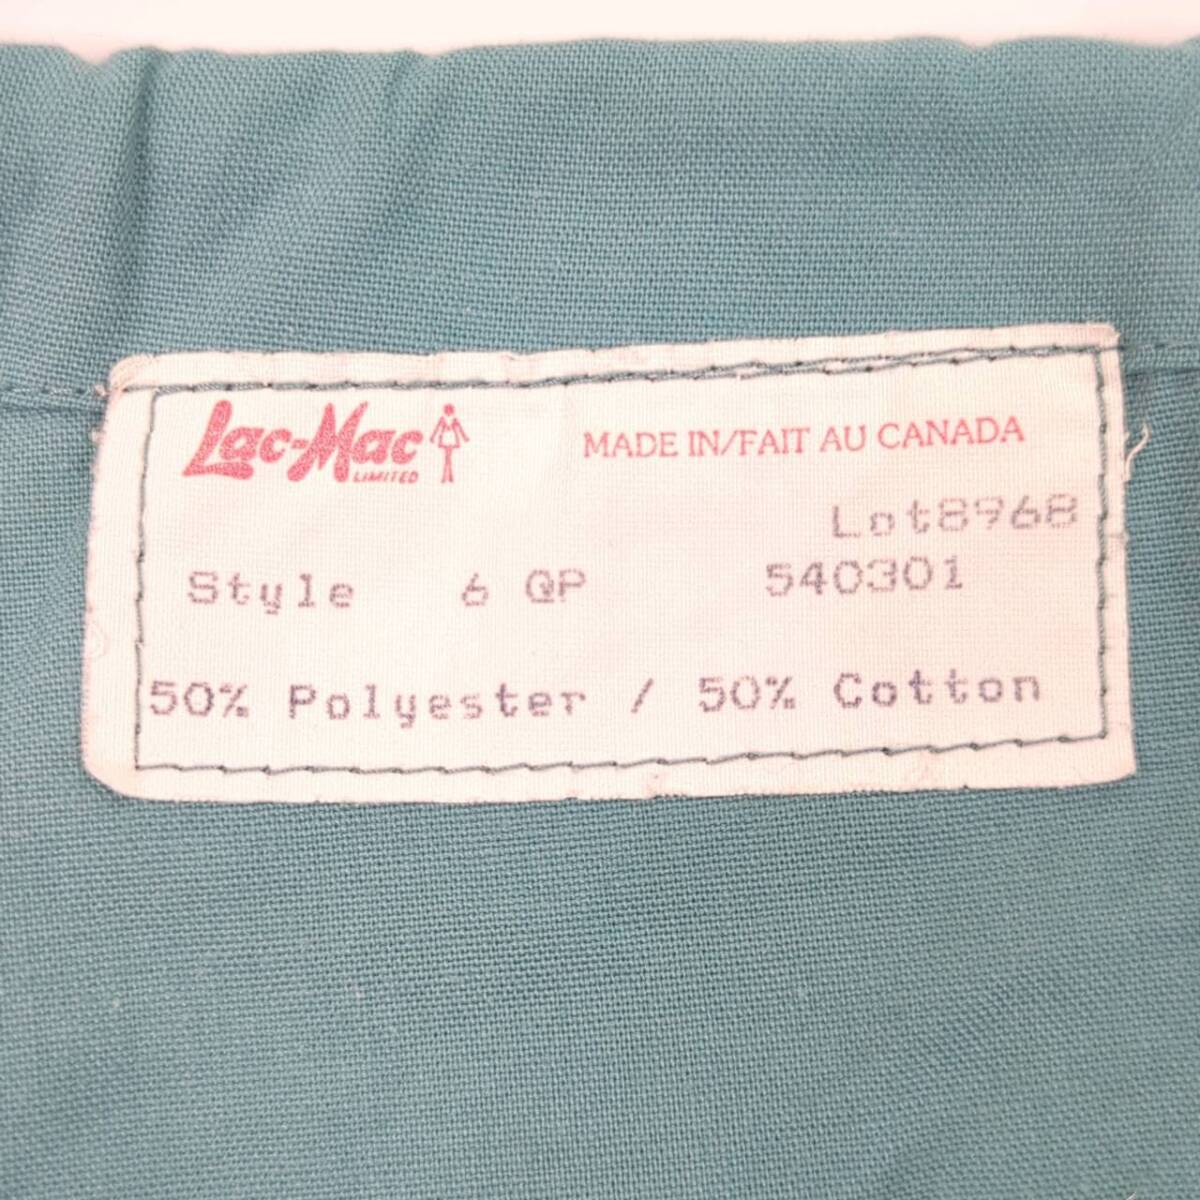 Lac-Mac LIMITED MADE IN/FAIT AU CANADA
Lot8968
Style 6 QP 540301
50% Polyester / 50% Cotton